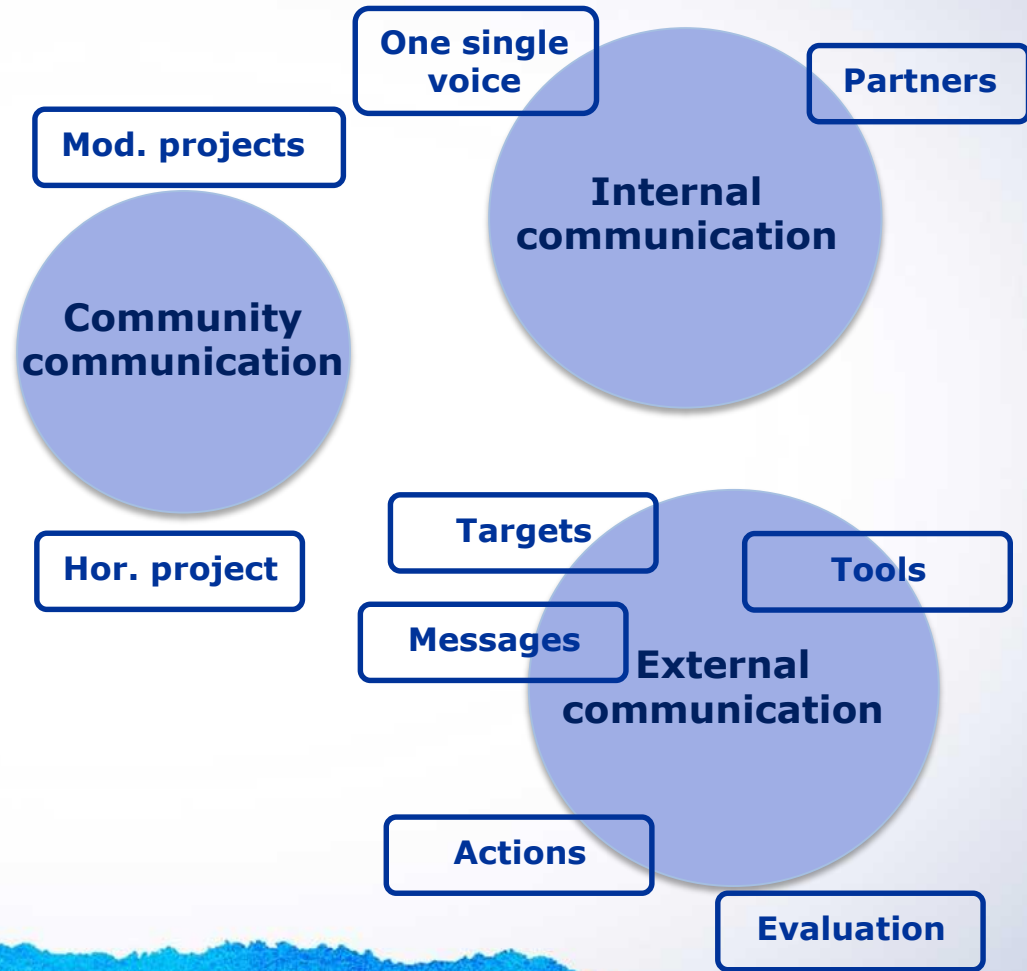 One single
voice
Partners
Mod. projects
Internal
communication
Community
communication
Hor. project
Targets
Tools
Messages
External
communication
Actions
Evaluation